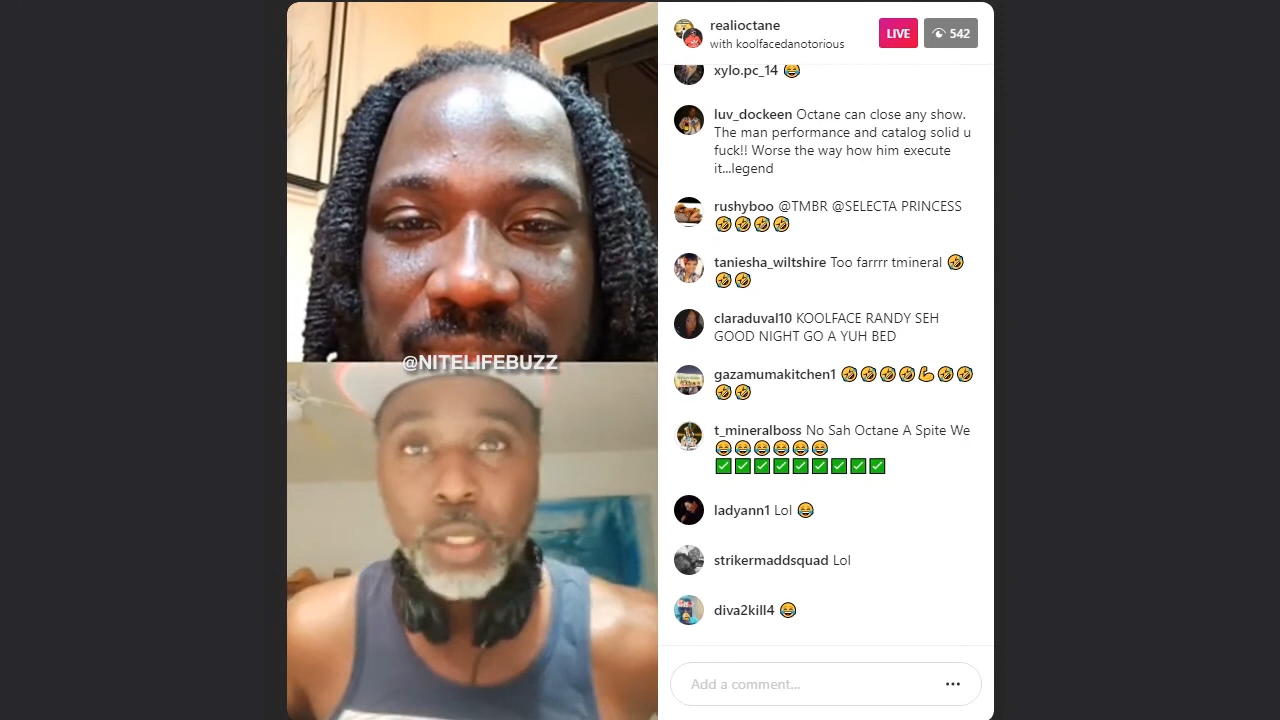 realioctane
with koolfacedanotorious
LIVE
542
xylo.pc_14 😂
luv_dockeen Octane can close any show.
The man performance and catalog solid u
fuck!! Worse the way how him execute
it...legend
rushyboo @TMBR @SELECTA PRINCESS
🤣🤣🤣🤣
taniesha_wiltshire Too farrrr tmineral 🤣
🤣🤣
claraduval10 KOOLFACE RANDY SEH
GOOD NIGHT GO A YUH BED
gazamumakitchen1 🤣🤣🤣🤣💪🤣🤣
🤣🤣
t_mineralboss No Sah Octane A Spite We
😂😂😂😂😂😂
✅✅✅✅✅✅✅✅✅
ladyann1 Lol 😂
strikermaddsquad Lol
diva2kill4 😂
Add a comment...
@NITELIFEBUZZ